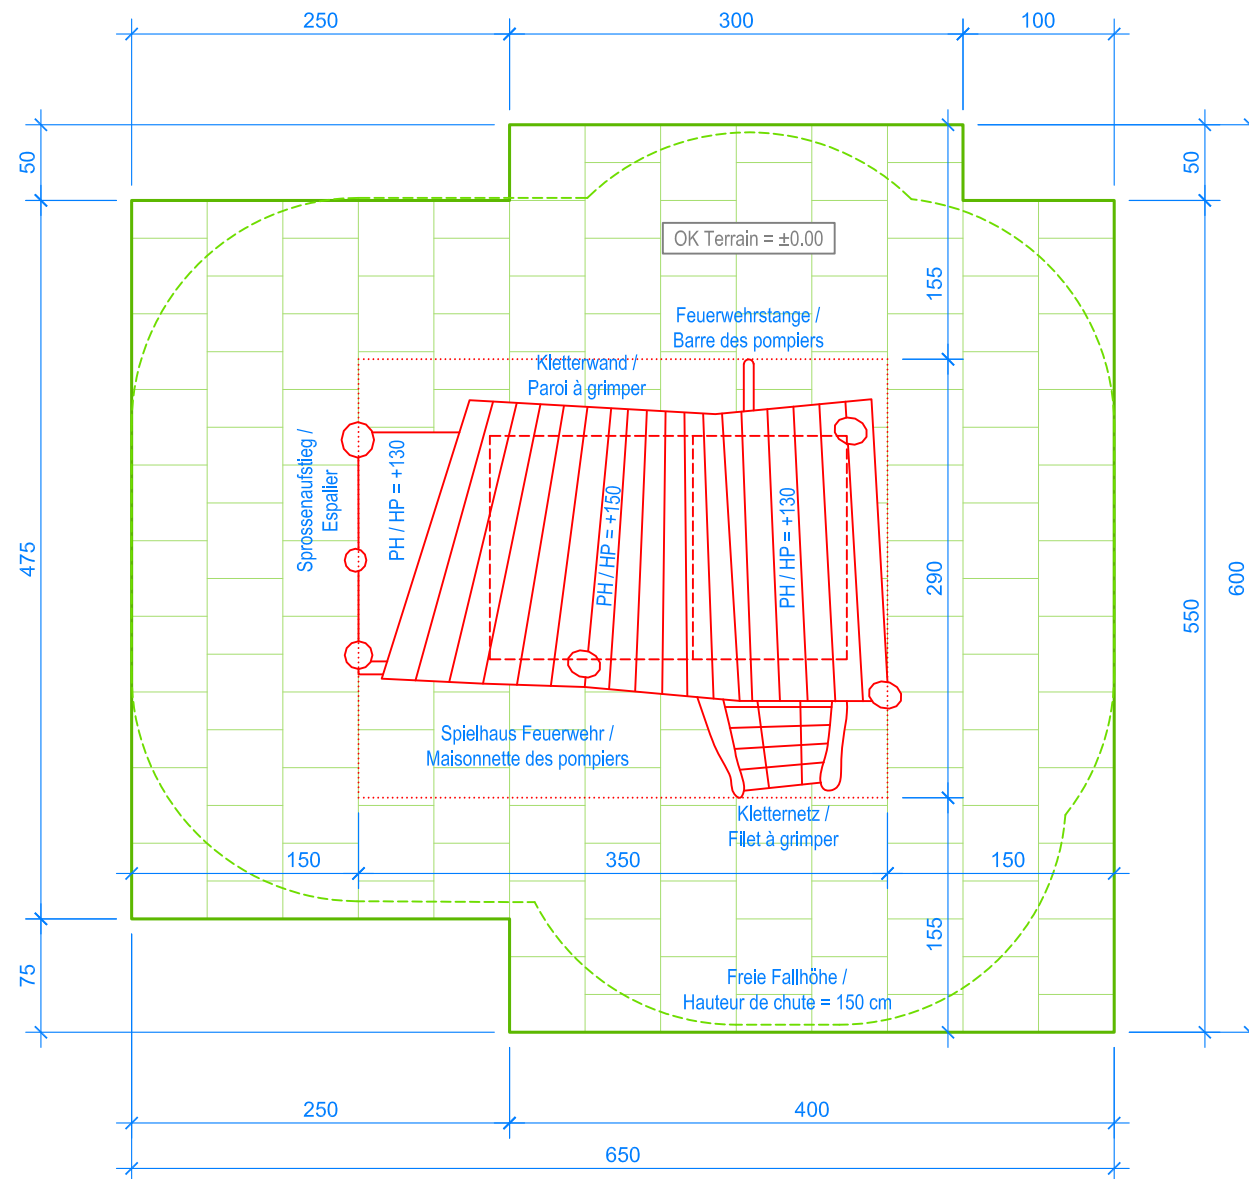 250
300
100
50
50
OK Terrain = ±0.00
155
Feuerwehrstange /
Barre des pompiers
Kletterwand /
Paroi à grimper
Sprossenaufstieg /
Espalier
PH / HP = +130
PH / HP = +150
PH / HP = +130
475
290
600
550
Spielhaus Feuerwehr /
Maisonnette des pompiers
Kletternetz /
Filet à grimper
150
350
150
155
75
Freie Fallhöhe /
Hauteur de chute = 150 cm
250
400
650